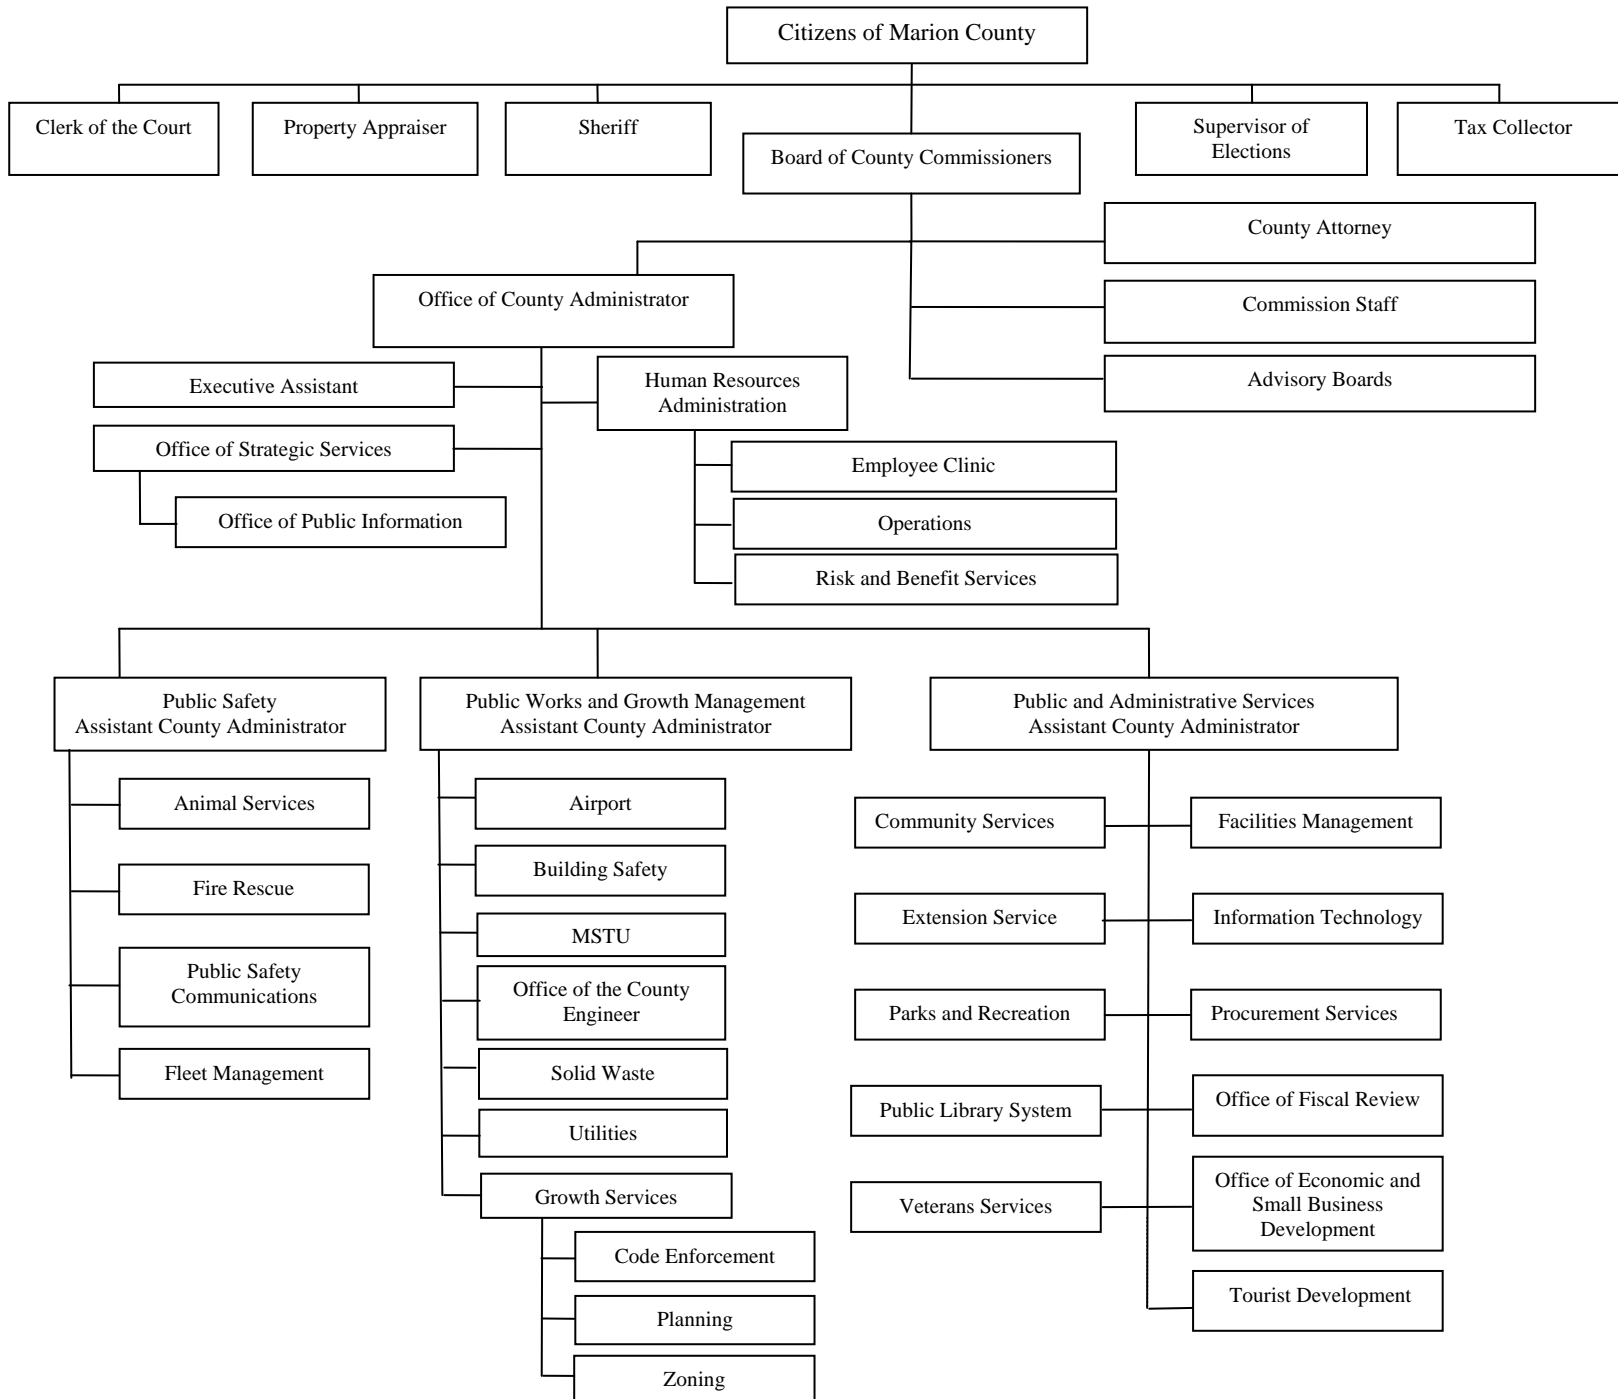 Citizens of Marion County
Clerk of the Court
Property Appraiser
Sheriff
Board of County Commissioners
Supervisor of
Elections
Tax Collector
County Attorney
Commission Staff
Advisory Boards
Office of County Administrator
Executive Assistant
Office of Strategic Services
Office of Public Information
Human Resources
Administration
Employee Clinic
Operations
Risk and Benefit Services
Public Safety
Assistant County Administrator
Animal Services
Fire Rescue
Public Safety
Communications
Fleet Management
Public Works and Growth Management
Assistant County Administrator
Airport
Building Safety
MSTU
Office of the County
Engineer
Solid Waste
Utilities
Growth Services
Code Enforcement
Planning
Zoning
Public and Administrative Services
Assistant County Administrator
Community Services
Facilities Management
Extension Service
Information Technology
Parks and Recreation
Procurement Services
Public Library System
Office of Fiscal Review
Veterans Services
Office of Economic and
Small Business
Development
Tourist Development